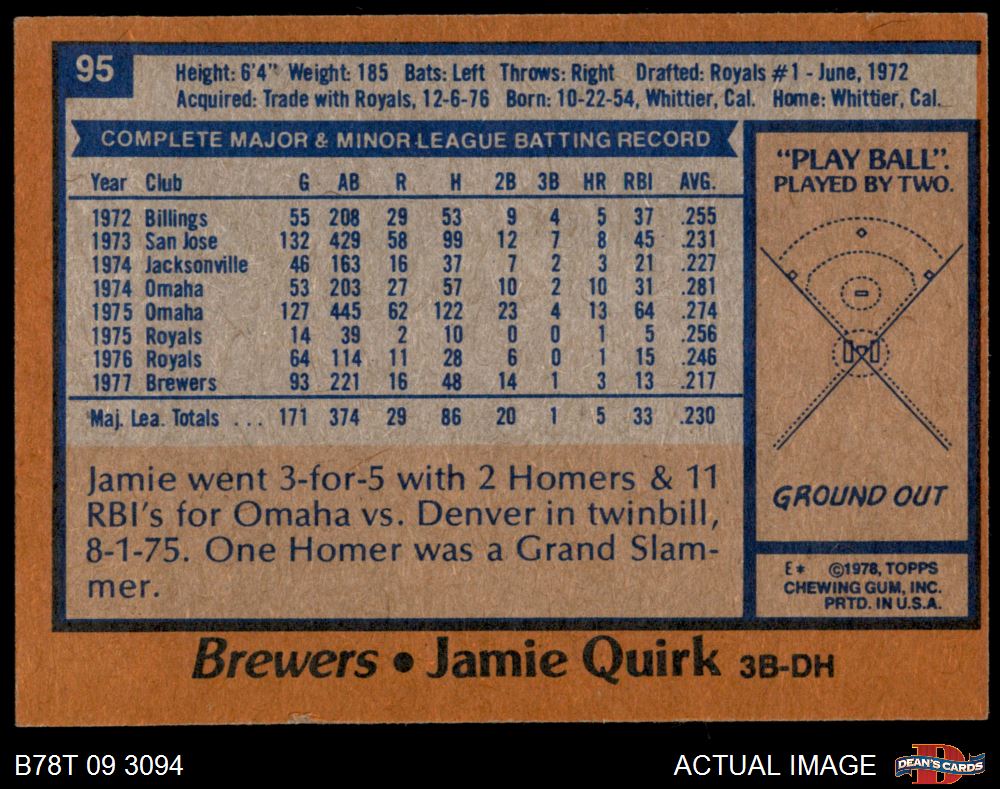 95
Height: 6'4" Weight: 185 Bats: Left Throws: Right Drafted: Royals #1 - June, 1972
Acquired: Trade with Royals, 12-6-76 Born: 10-22-54, Whittier, Cal. Home: Whittier, Cal.
COMPLETE MAJOR & MINOR LEAGUE BATTING RECORD
Year Club G AB R H 2B 3B HR RBI AVG.
1972 Billings 55 208 29 53 9 4 5 37 .255
1973 San Jose 132 429 58 99 12 7 8 45 .231
1974 Jacksonville 46 163 16 37 7 2 3 21 .227
1974 Omaha 53 203 27 57 10 2 10 31 .281
1975 Omaha 127 445 62 122 23 4 13 64 .274
1975 Royals 14 39 2 10 0 0 1 5 .256
1976 Royals 64 114 11 28 6 0 1 15 .246
1977 Brewers 93 221 16 48 14 1 3 13 .217
Maj. Lea. Totals ... 171 374 29 86 20 1 5 33 .230
Jamie went 3-for-5 with 2 Homers & 11
RBI's for Omaha vs. Denver in twinbill,
8-1-75. One Homer was a Grand Slam-
mer.
"PLAY BALL".
PLAYED BY TWO.
GROUND OUT
E* ©1978, TOPPS
CHEWING GUM, INC.
PRTD. IN U.S.A.
Brewers • Jamie Quirk 3B-DH
B78T 09 3094
ACTUAL IMAGE
D
DEAN'S CARDS